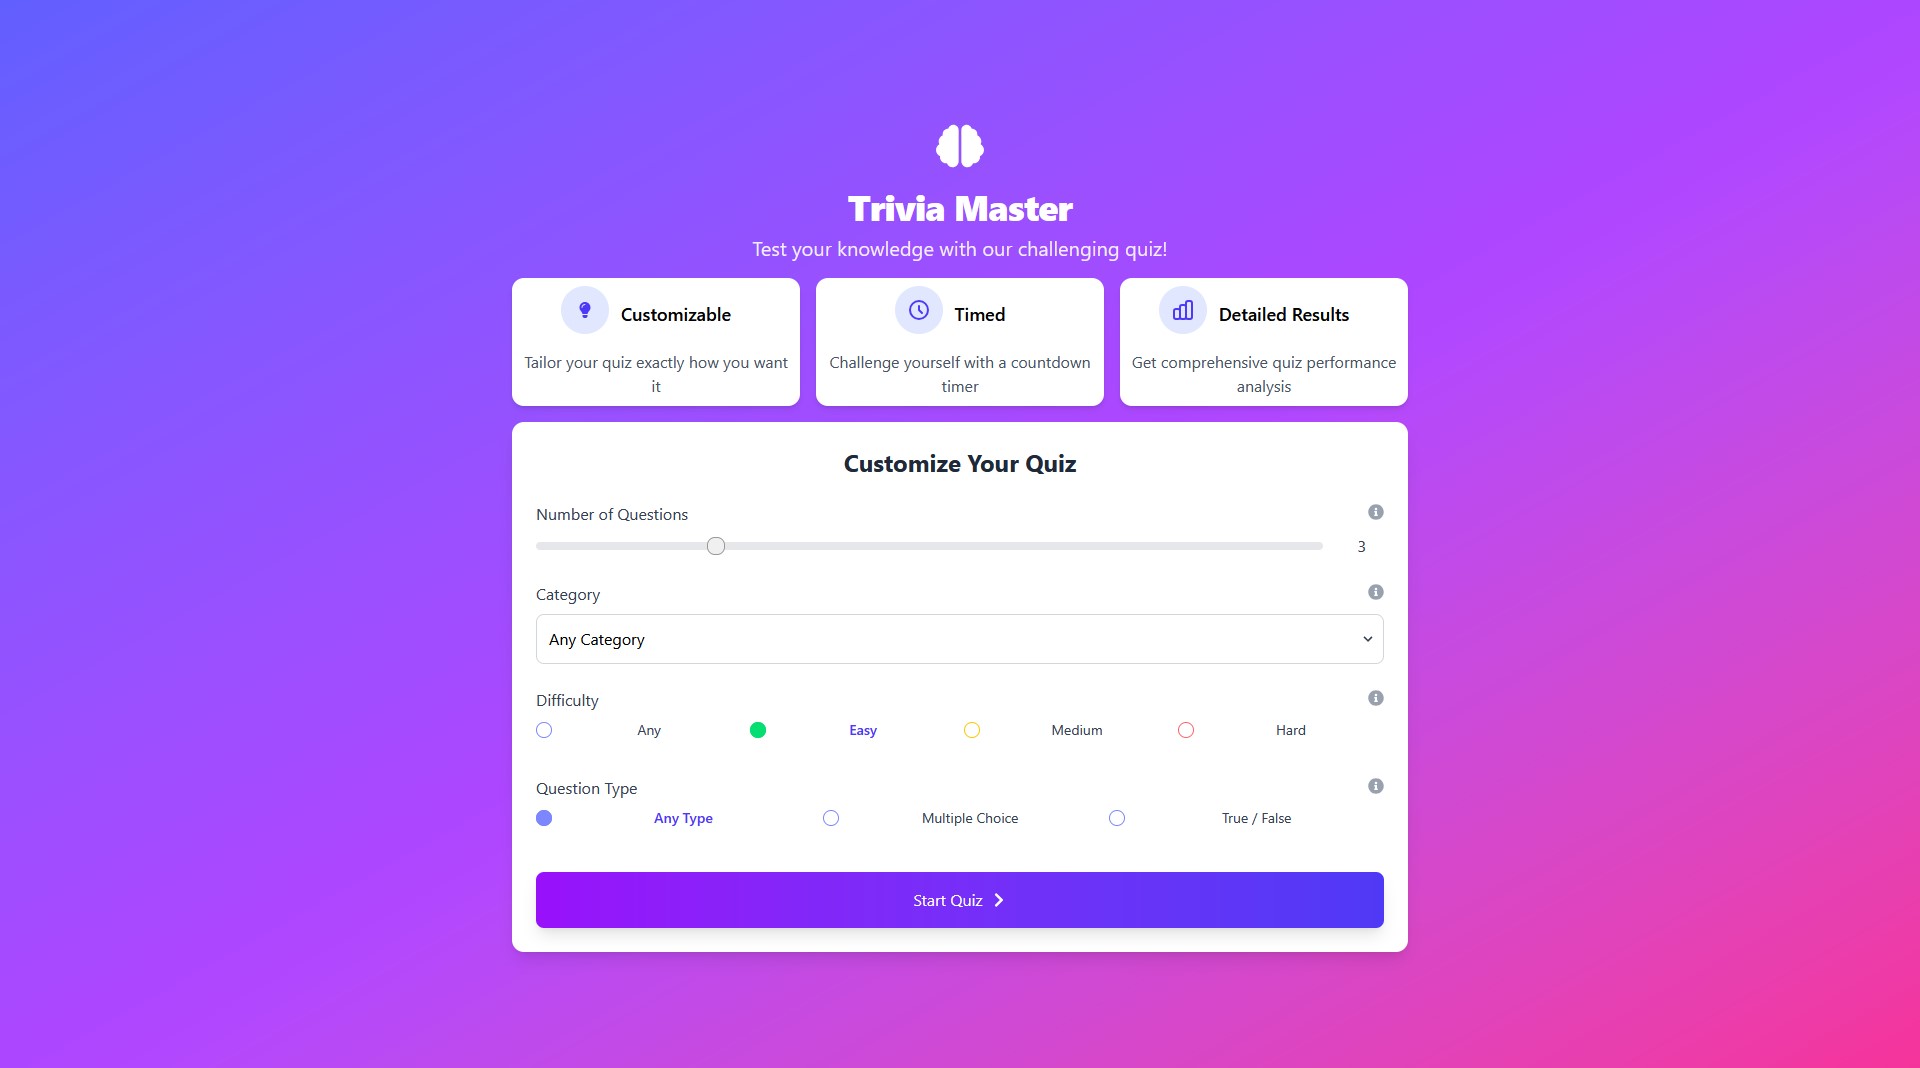 Trivia Master
Test your knowledge with our challenging quiz!
Customizable
Tailor your quiz exactly how you want
it
Timed
Challenge yourself with a countdown
timer
Detailed Results
Get comprehensive quiz performance
analysis
Customize Your Quiz
Number of Questions
3
Category
Any Category
Difficulty
Any Easy Medium Hard
Question Type
Any Type Multiple Choice True / False
Start Quiz